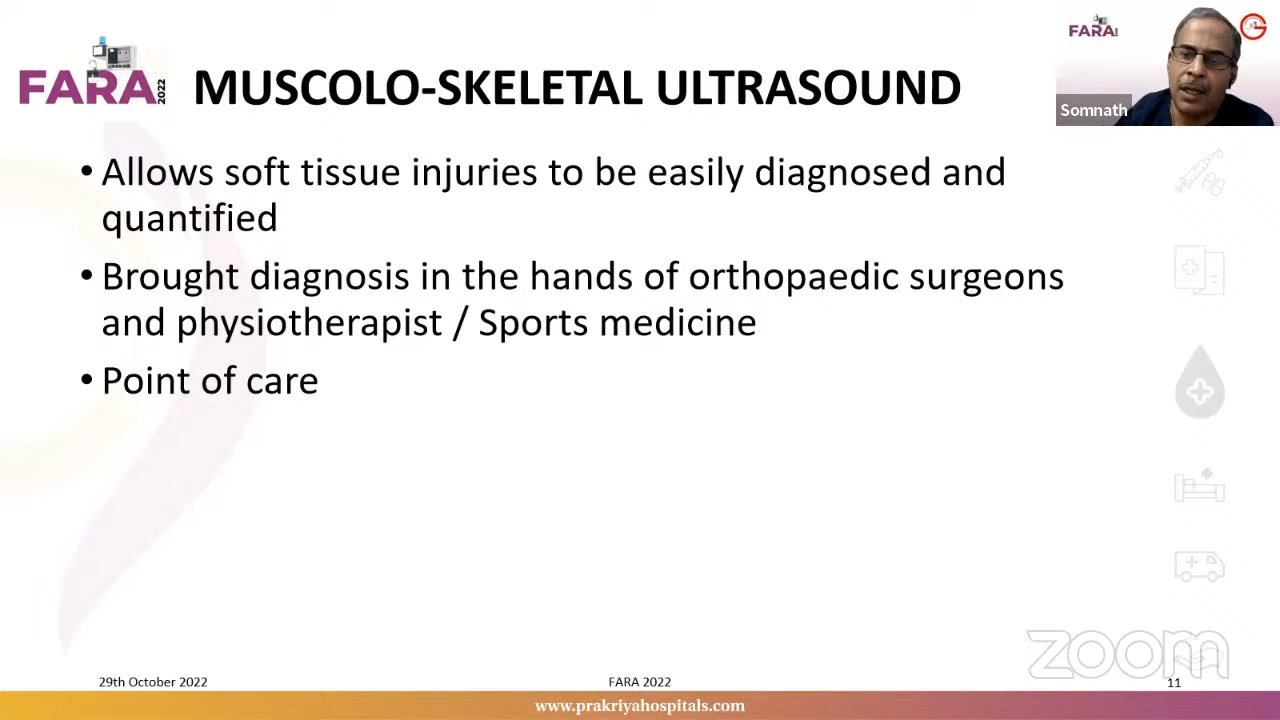 FARA 2022
MUSCOLO-SKELETAL ULTRASOUND
FARA
Somnath
• Allows soft tissue injuries to be easily diagnosed and
quantified
• Brought diagnosis in the hands of orthopaedic surgeons
and physiotherapist / Sports medicine
• Point of care
zoom
29th October 2022
FARA 2022
11
www.prakriyahospitals.com